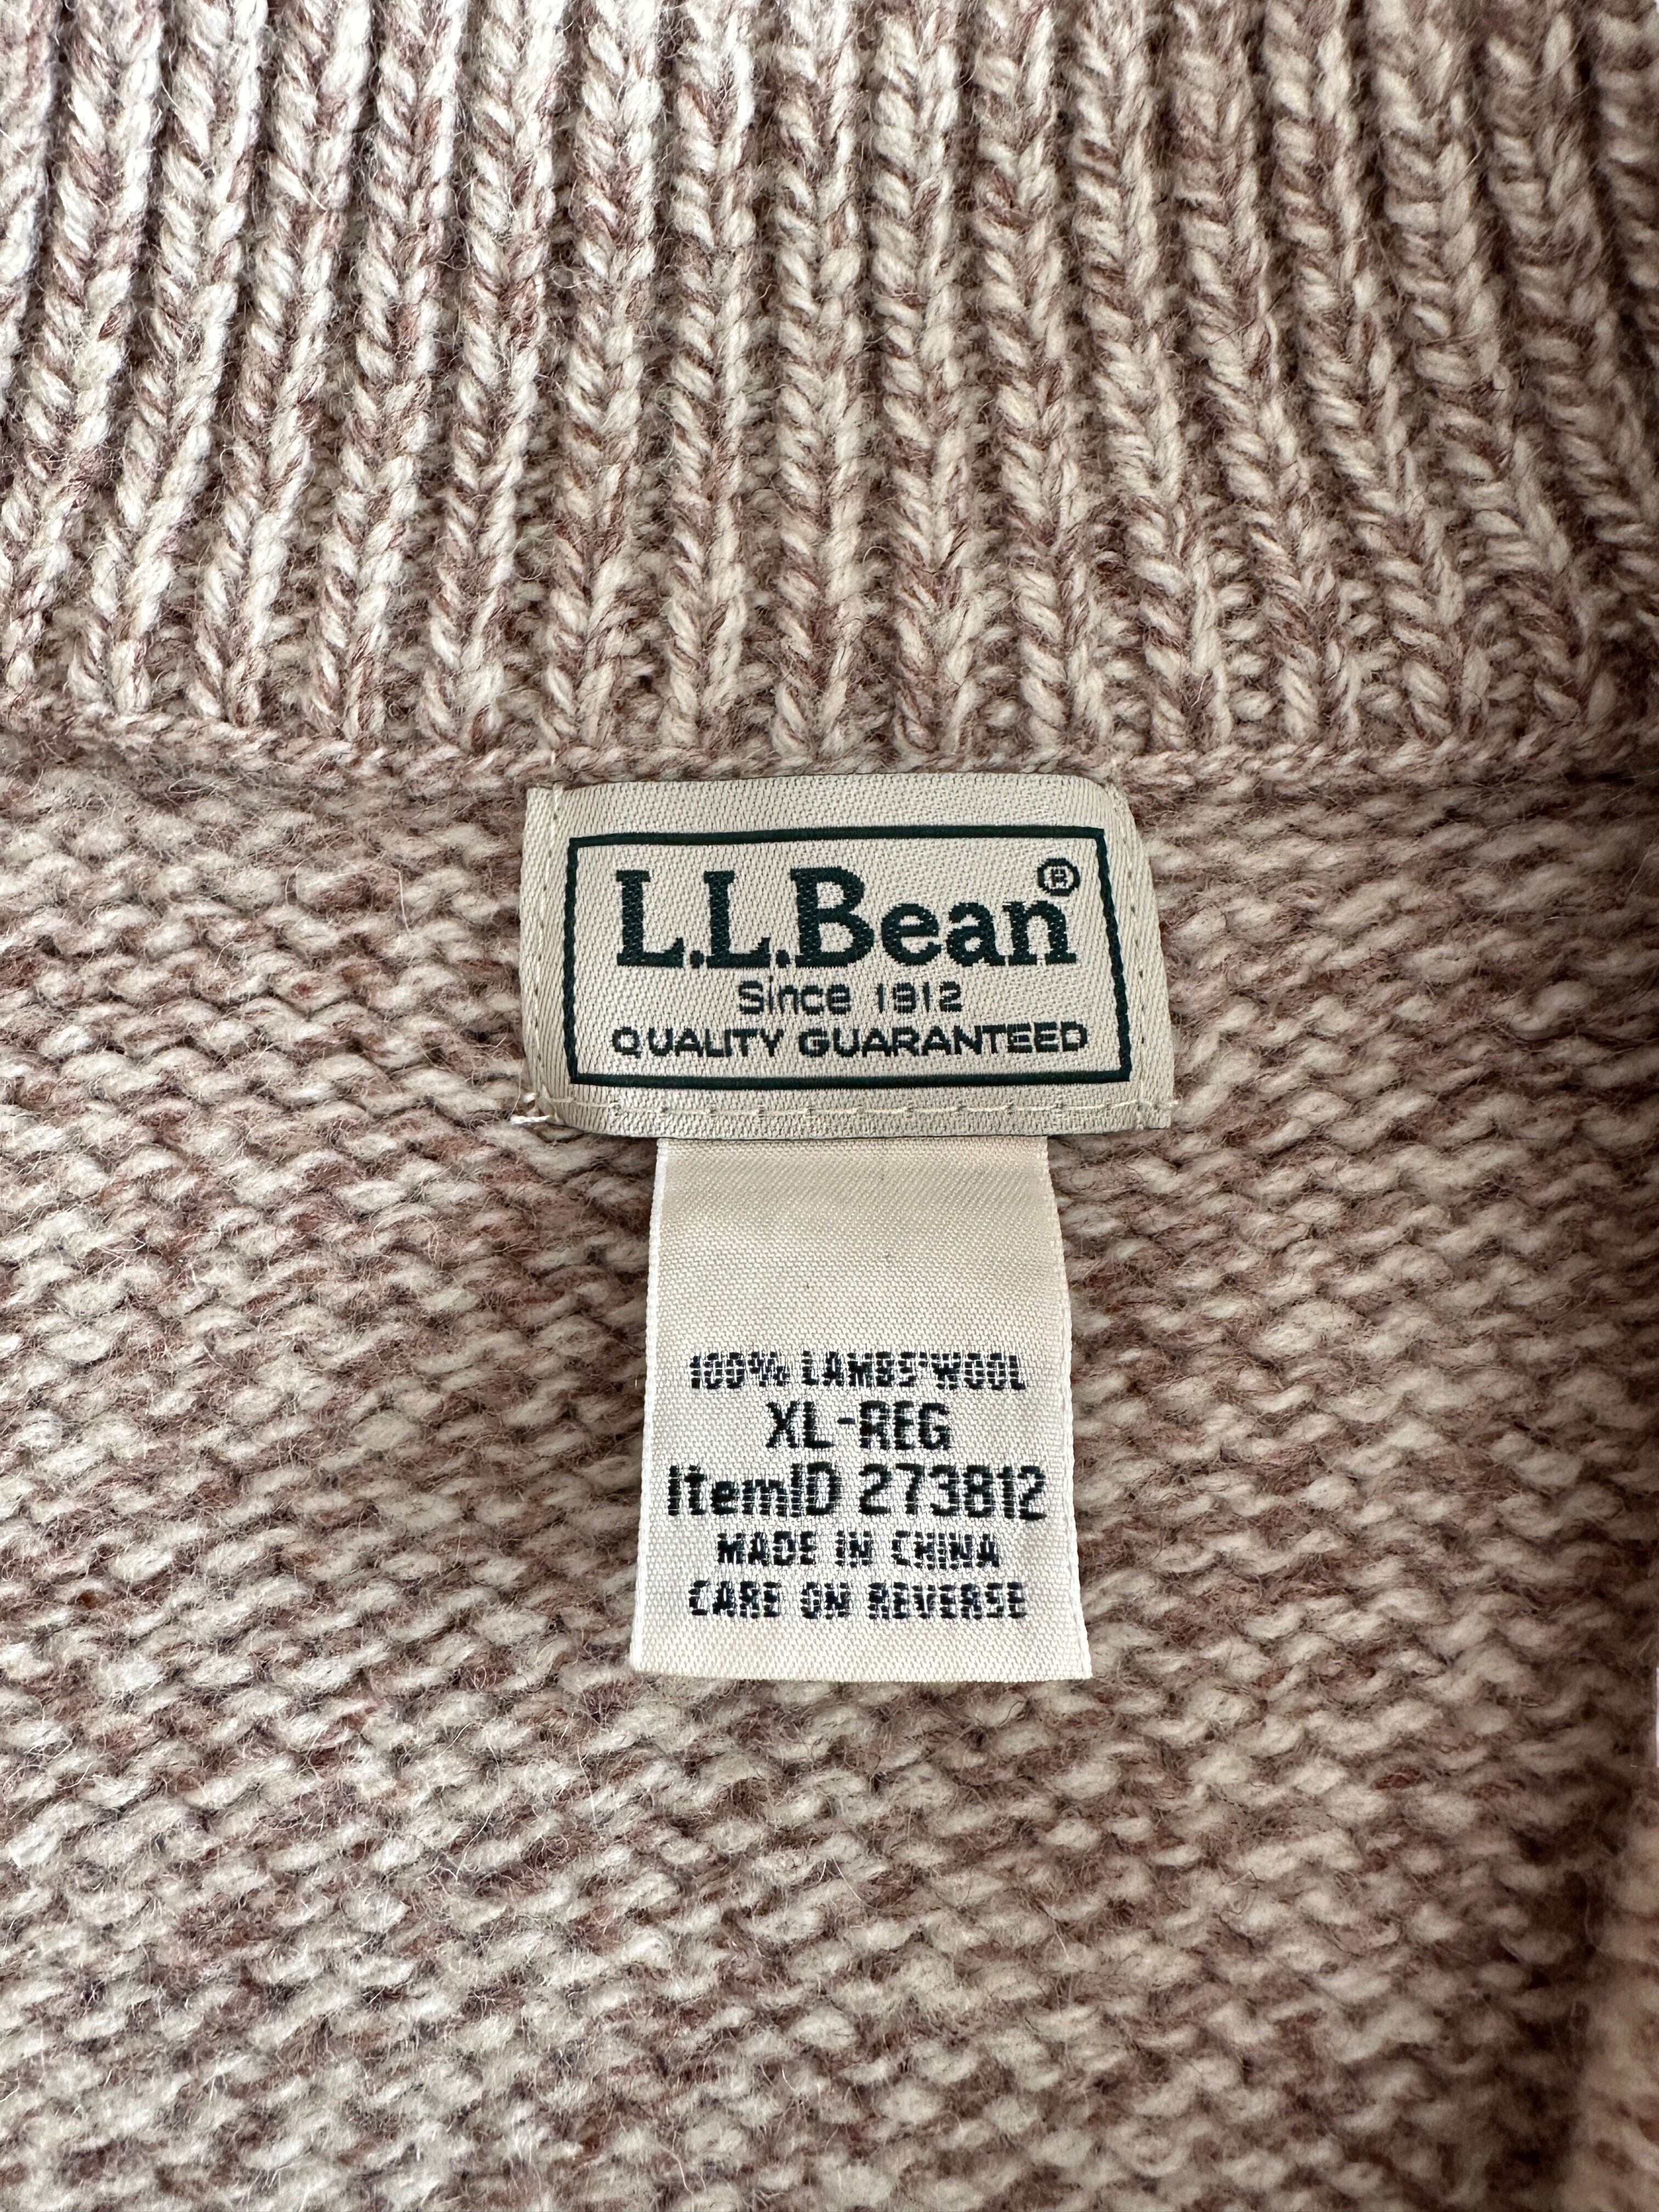 L.L.Bean®
Since 1912
QUALITY GUARANTEED
100% LAMBS'WOOL
XL-REG
ItemID 273812
MADE IN CHINA
CARE ON REVERSE